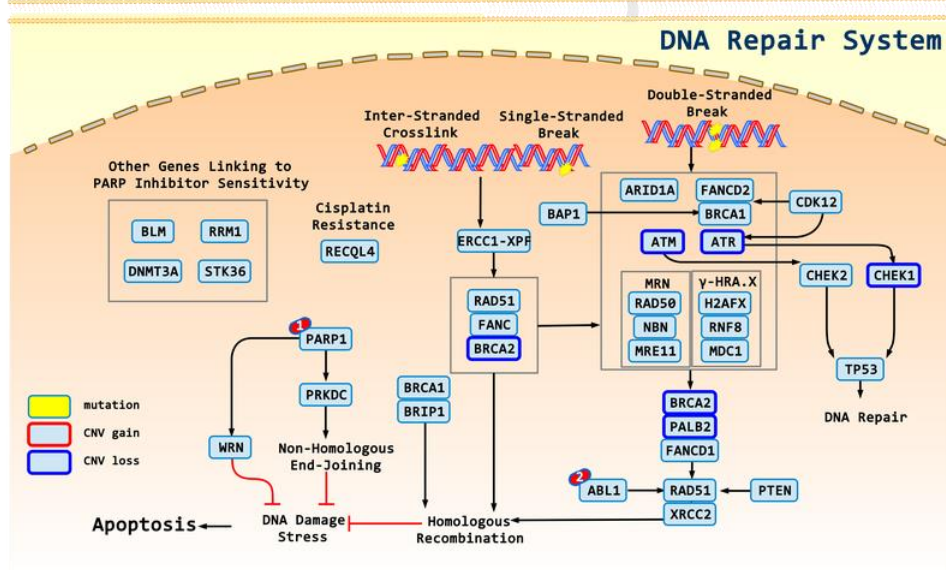 DNA Repair System
Double-Stranded
Break
Inter-Stranded
Crosslink
Single-Stranded
Break
Other Genes Linking to
PARP Inhibitor Sensitivity
BLM
RRM1
DNMT3A
STK36
Cisplatin
Resistance
RECQL4
ERCC1-XPF
BAP1
ARID1A
FANCD2
BRCA1
CDK12
ATM
ATR
CHEK2
CHEK1
MRN
RAD50
NBN
MRE11
γ-HRA.X
H2AFX
RNF8
MDC1
RAD51
FANC
BRCA2
1
PARP1
PRKDC
WRN
Non-Homologous
End-Joining
BRCA1
BRIP1
TP53
DNA Repair
BRCA2
PALB2
FANCD1
2
ABL1
RAD51
XRCC2
PTEN
mutation
CNV gain
CNV loss
Apoptosis
DNA Damage
Stress
Homologous
Recombination